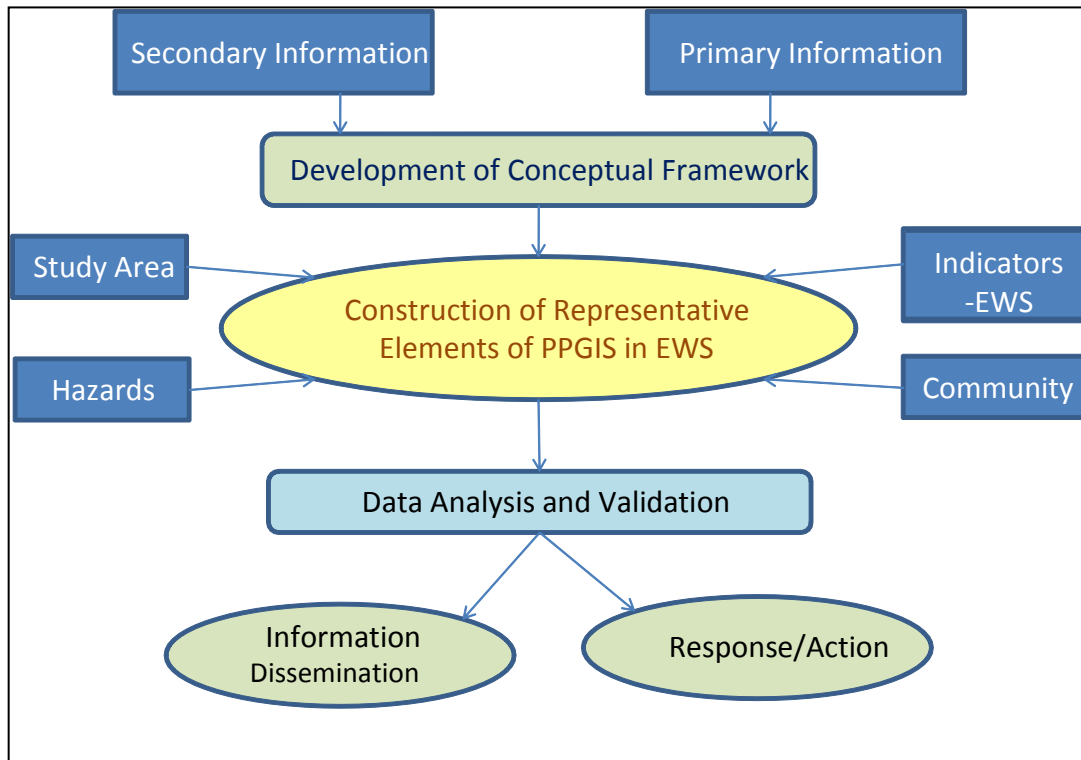 Secondary Information
Primary Information
Development of Conceptual Framework
Study Area
Indicators
-EWS
Construction of Representative
Elements of PPGIS in EWS
Hazards
Community
Data Analysis and Validation
Information
Dissemination
Response/Action